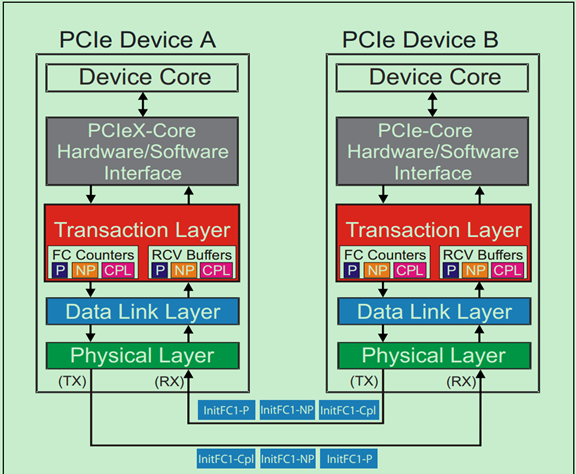 PCIe Device A
Device Core
PCIeX-Core
Hardware/Software
Interface
Transaction Layer
FC Counters
P NP CPL
RCV Buffers
P NP CPL
Data Link Layer
Physical Layer
(TX)
(RX)
PCIe Device B
Device Core
PCIe-Core
Hardware/Software
Interface
Transaction Layer
FC Counters
P NP CPL
RCV Buffers
P NP CPL
Data Link Layer
Physical Layer
(TX)
(RX)
InitFC1-P InitFC1-NP InitFC1-Cpl
InitFC1-Cpl InitFC1-NP InitFC1-P